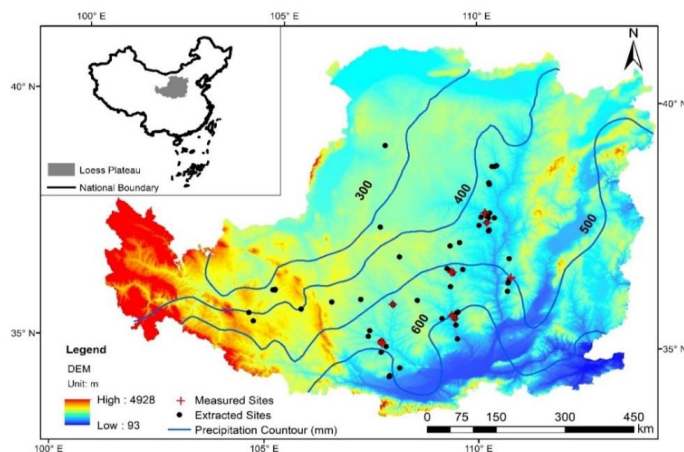 100° E
105° E
110° E
N
40° N
40° N
Loess Plateau
National Boundary
300
400
500
600
35° N
35° N
Legend
DEM
Unit: m
High : 4928
Low : 93
Measured Sites
Extracted Sites
Precipitation Countour (mm)
0 75 150 300 450
km
100° E
105° E
110° E